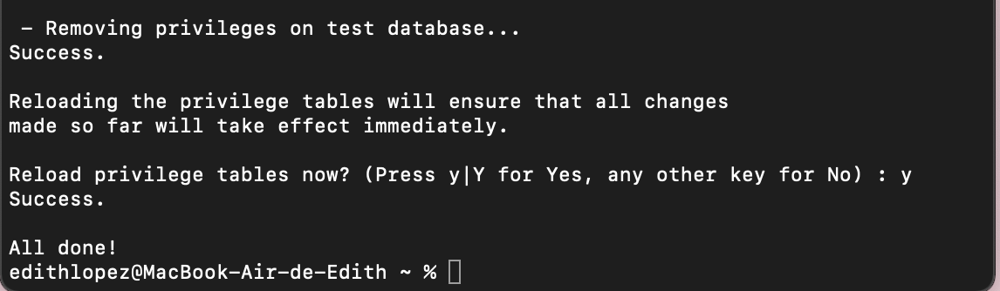 - Removing privileges on test database...
Success.
Reloading the privilege tables will ensure that all changes
made so far will take effect immediately.
Reload privilege tables now? (Press y|Y for Yes, any other key for No) : y
Success.
All done!
edithlopez@MacBook-Air-de-Edith ~ %